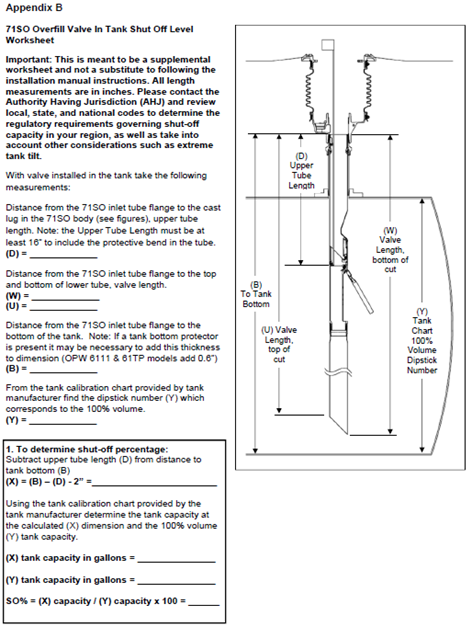 Appendix B
71SO Overfill Valve In Tank Shut Off Level
Worksheet
Important: This is meant to be a supplemental
worksheet and not a substitute to following the
installation manual instructions. All length
measurements are in inches. Please contact the
Authority Having Jurisdiction (AHJ) and review
local, state, and national codes to determine the
regulatory requirements governing shut-off
capacity in your region, as well as take into
account other considerations such as extreme
tank tilt.
With valve installed in the tank take the following
measurements:
Distance from the 71SO inlet tube flange to the cast
lug in the 71SO body (see figures), upper tube
length. Note: the Upper Tube Length must be at
least 16" to include the protective bend in the tube.
(D) = ____________
Distance from the 71SO inlet tube flange to the top
and bottom of lower tube, valve length.
(W) = ____________
(U) = ____________
Distance from the 71SO inlet tube flange to the
bottom of the tank. Note: If a tank bottom protector
is present it may be necessary to add this thickness
to dimension (OPW 6111 & 61TP models add 0.6")
(B) = ____________
From the tank calibration chart provided by tank
manufacturer find the dipstick number (Y) which
corresponds to the 100% volume.
(Y) = ____________
1. To determine shut-off percentage:
Subtract upper tube length (D) from distance to
tank bottom (B)
(X) = (B) – (D) - 2" = ____________
Using the tank calibration chart provided by the
tank manufacturer determine the tank capacity at
the calculated (X) dimension and the 100% volume
(Y) tank capacity.
(X) tank capacity in gallons = ____________
(Y) tank capacity in gallons = ____________
SO% = (X) capacity / (Y) capacity x 100 = ______
(D)
Upper
Tube
Length
(W)
Valve
Length,
bottom of
cut
(B)
To Tank
Bottom
(U) Valve
Length,
top of
cut
(Y)
Tank
Chart
100%
Volume
Dipstick
Number